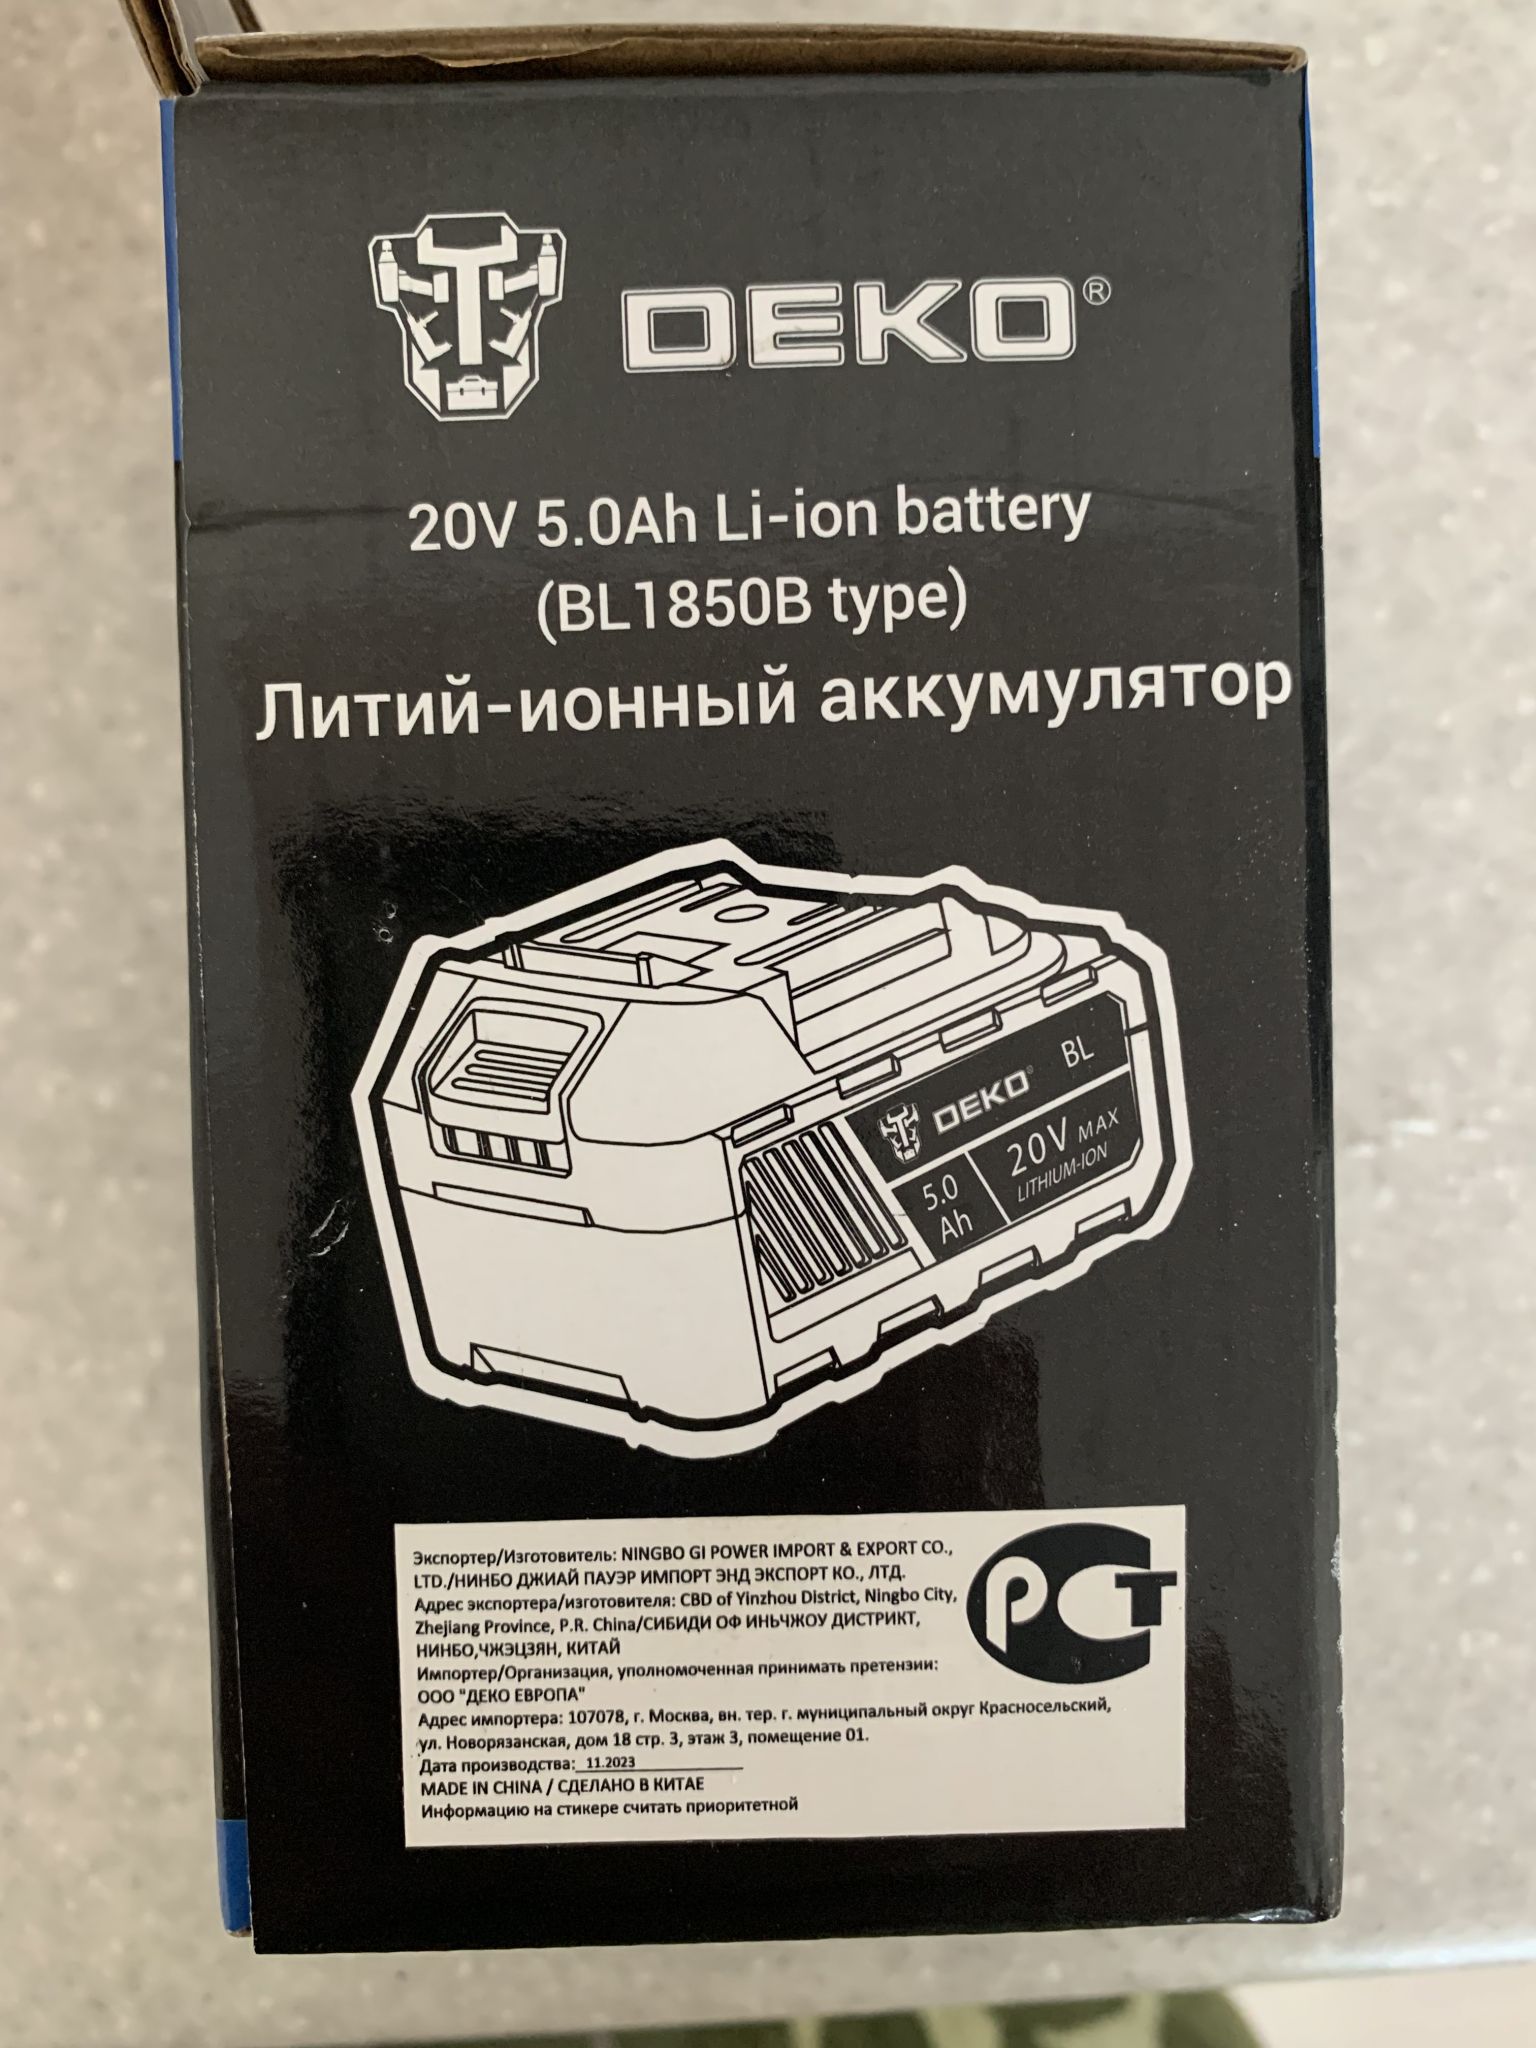 DEKO®
20V 5.0Ah Li-ion battery
(BL1850B type)
Литий-ионный аккумулятор
DEKO® BL
5.0 Ah
20V MAX
LITHIUM-ION
Экспортер/Изготовитель: NINGBO GI POWER IMPORT & EXPORT CO.,
LTD./НИНБО ДЖИАЙ ПАУЭР ИМПОРТ ЭНД ЭКСПОРТ КО., ЛТД.
Адрес экспортера/изготовителя: CBD of Yinzhou District, Ningbo City,
Zhejiang Province, P.R. China/СИБИДИ ОФ ИНЬЧЖОУ ДИСТРИКТ,
НИНБО,ЧЖЭЦЗЯН, КИТАЙ
Импортер/Организация, уполномоченная принимать претензии:
ООО "ДЕКО ЕВРОПА"
Адрес импортера: 107078, г. Москва, вн. тер. г. муниципальный округ Красносельский,
ул. Новорязанская, дом 18 стр. 3, этаж 3, помещение 01.
Дата производства: 11.2023
MADE IN CHINA / СДЕЛАНО В КИТАЕ
Информацию на стикере считать приоритетной
РСТ